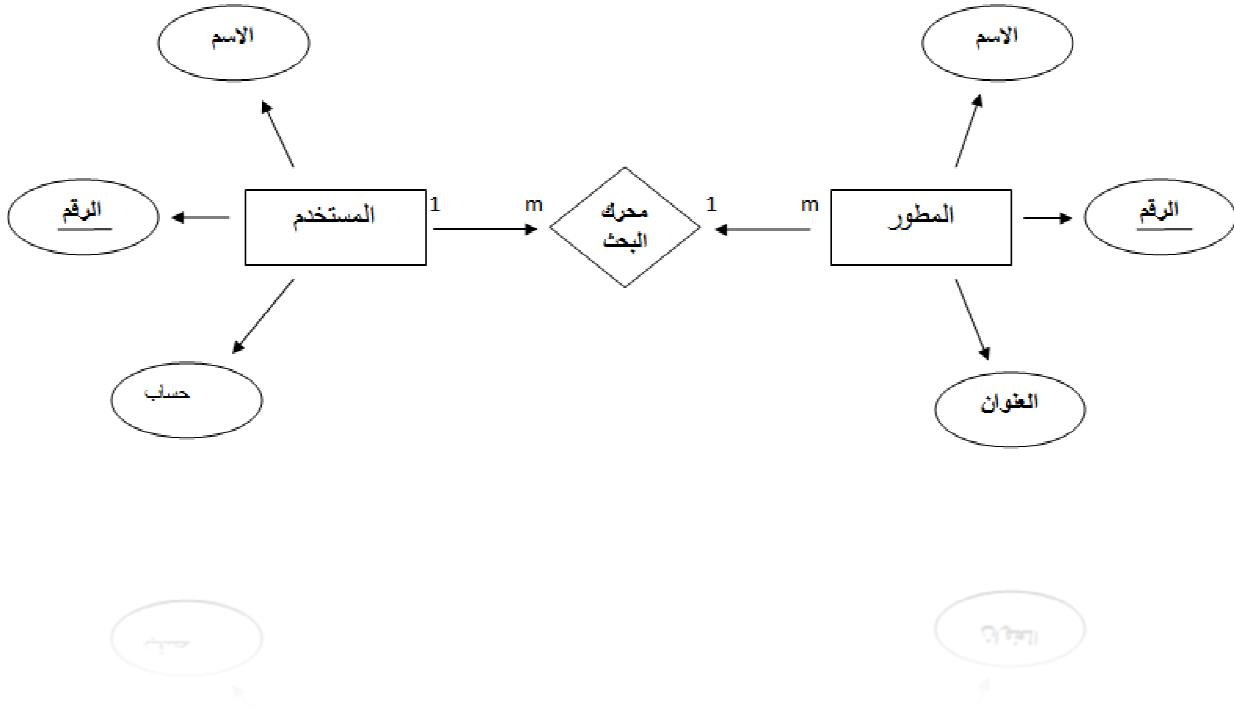 الاسم
الاسم
الرقم
المستخدم
1
m
محرك
البحث
1
m
المطور
الرقم
حساب
العنوان